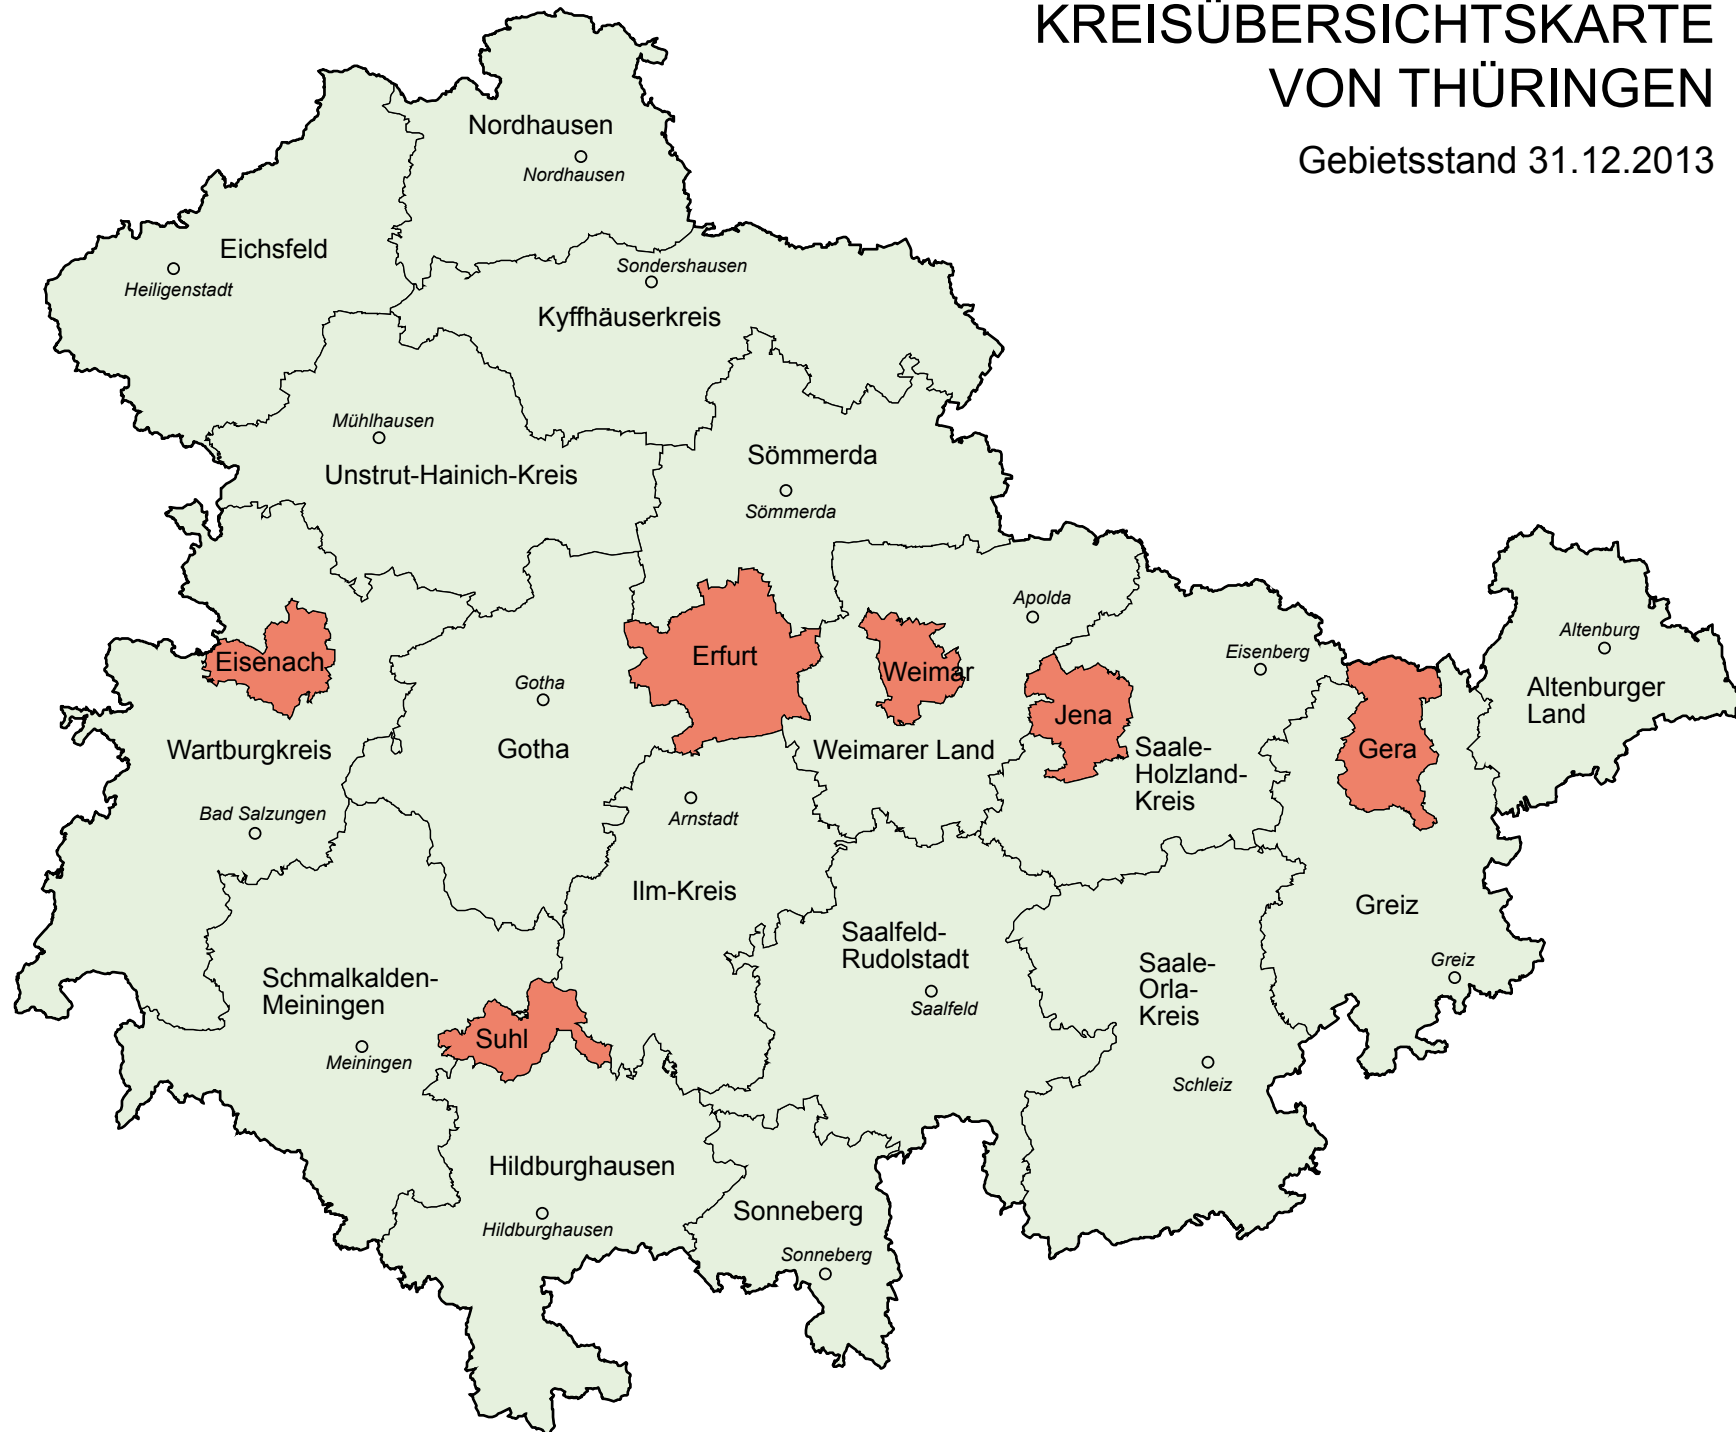 KREISÜBERSICHTSKARTE
VON THÜRINGEN
Gebietsstand 31.12.2013
Nordhausen
Nordhausen
Eichsfeld
Heiligenstadt
Sondershausen
Kyffhäuserkreis
Mühlhausen
Unstrut-Hainich-Kreis
Sömmerda
Sömmerda
Apolda
Altenburg
Eisenberg
Eisenach
Erfurt
Weimar
Gotha
Altenburger
Land
Jena
Wartburgkreis
Gotha
Weimarer Land
Saale-
Holzland-
Kreis
Gera
Bad Salzungen
Arnstadt
Ilm-Kreis
Greiz
Saalfeld-
Rudolstadt
Schmalkalden-
Meiningen
Saale-
Orla-
Kreis
Greiz
Saalfeld
Suhl
Meiningen
Schleiz
Hildburghausen
Hildburghausen
Sonneberg
Sonneberg